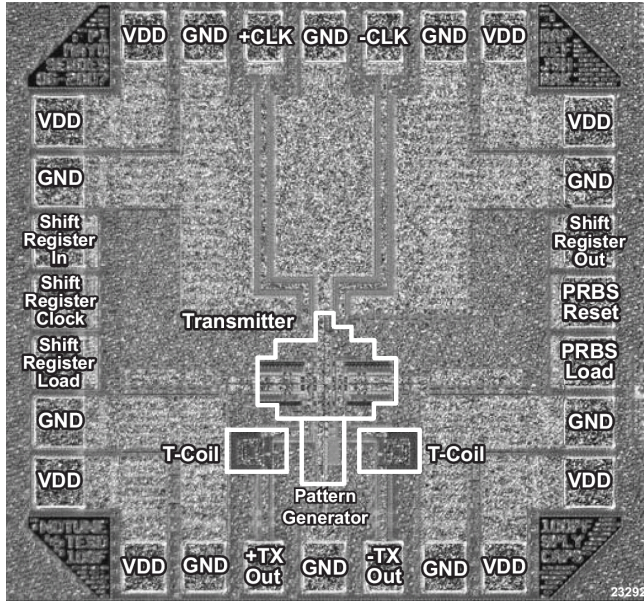 VDD GND +CLK GND -CLK GND VDD
VDD VDD
GND GND
Shift
Register
In
Shift
Register
Out
Shift
Register
Clock
PRBS
Reset
Transmitter
Shift
Register
Load
PRBS
Load
GND GND
T-Coil T-Coil
VDD VDD
Pattern
Generator
VDD GND +TX
Out GND -TX
Out GND VDD
2329